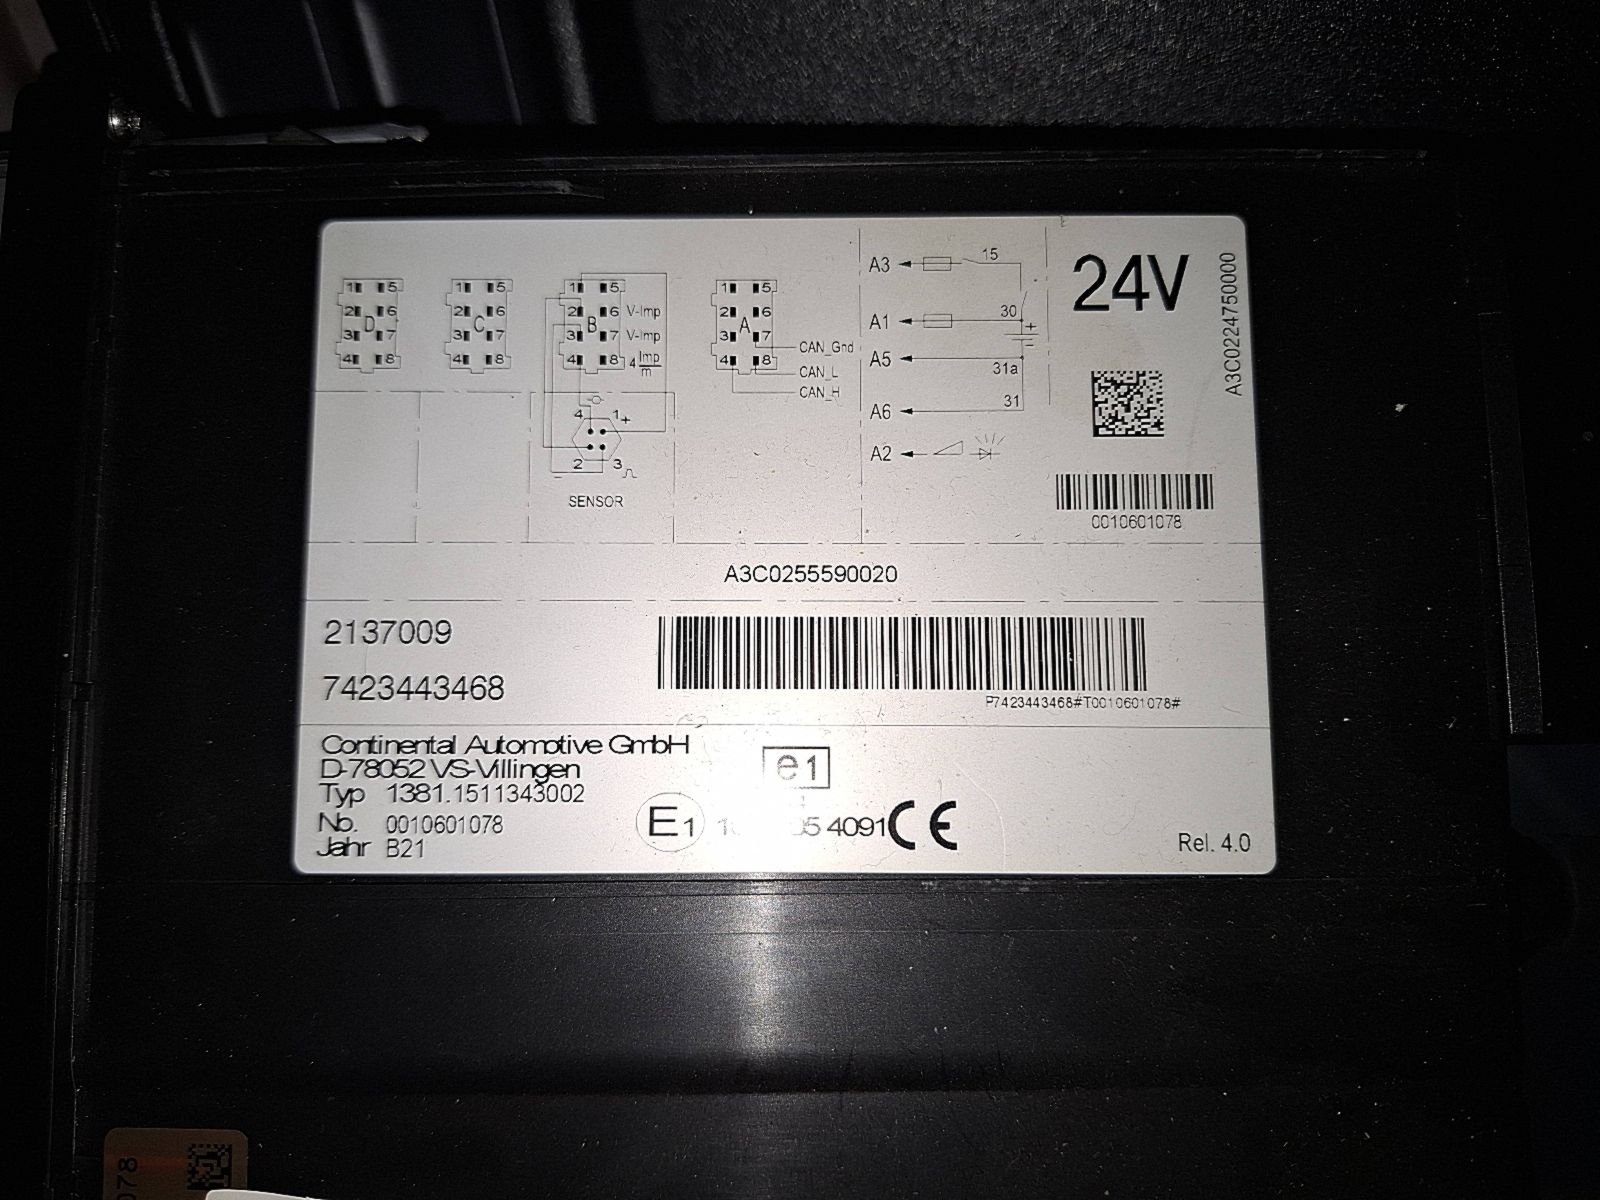 1 5
2 6
D
3 7
4 8
1 5
2 6
C
3 7
4 8
1 5
2 6 V-Imp
B
3 7 V-Imp
4 8 4 Imp/m
1 5
2 6
A
3 7
4 8
CAN_Gnd
CAN_L
CAN_H
4 1 +
2 3
-
SENSOR
A3 15
A1 30
+
-
A5 31a
A6 31
A2
24V
A3C0224750000
0010601078
A3C0255590020
2137009
7423443468
P7423443468#T0010601078#
Continental Automotive GmbH
D-78052 VS-Villingen
Typ 1381.1511343002
No. 0010601078
Jahr B21
e1
E1 4091 CE
Rel. 4.0
078